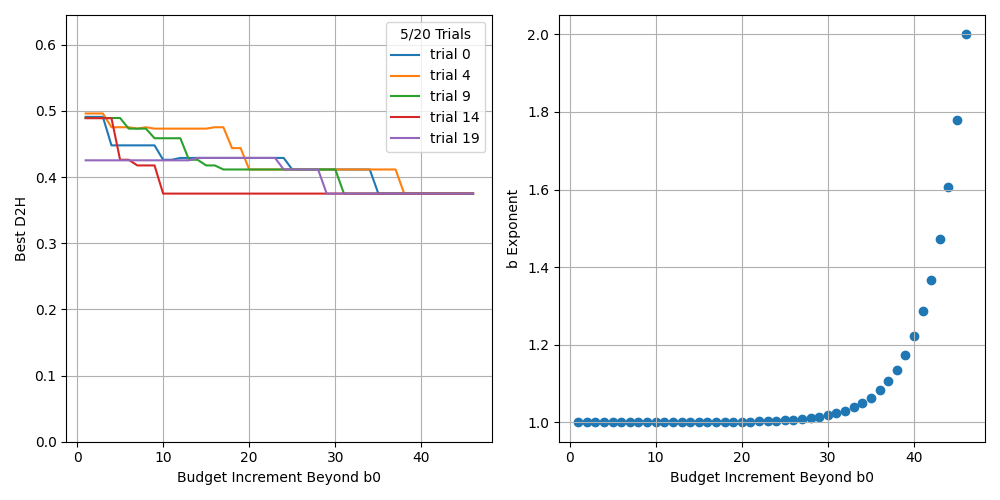 5/20 Trials
trial 0
trial 4
trial 9
trial 14
trial 19
0.6
0.5
0.4
0.3
0.2
0.1
0.0
Best D2H
0 10 20 30 40
Budget Increment Beyond b0
2.0
1.8
1.6
1.4
1.2
1.0
b Exponent
0 10 20 30 40
Budget Increment Beyond b0